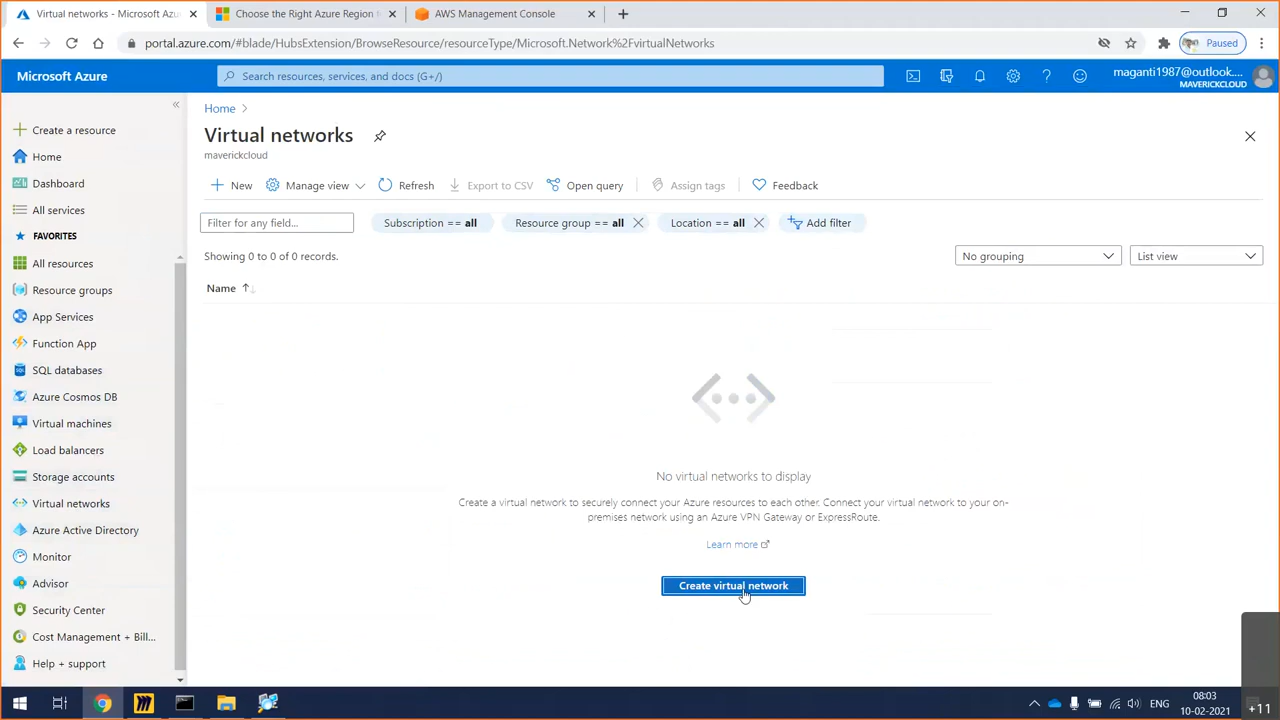 Virtual networks - Microsoft Azu
Choose the Right Azure Region
AWS Management Console
portal.azure.com/#blade/HubsExtension/BrowseResource/resourceType/Microsoft.Network%2FvirtualNetworks
Paused
Microsoft Azure
Search resources, services, and docs (G+/)
maganti1987@outlook....
MAVERICKCLOUD
Create a resource
Home
Dashboard
All services
FAVORITES
All resources
Resource groups
App Services
Function App
SQL databases
Azure Cosmos DB
Virtual machines
Load balancers
Storage accounts
Virtual networks
Azure Active Directory
Monitor
Advisor
Security Center
Cost Management + Bill...
Help + support
Home
Virtual networks
maverickcloud
New
Manage view
Refresh
Export to CSV
Open query
Assign tags
Feedback
Filter for any field...
Subscription == all
Resource group == all
Location == all
Add filter
Showing 0 to 0 of 0 records.
No grouping
List view
Name
No virtual networks to display
Create a virtual network to securely connect your Azure resources to each other. Connect your virtual network to your on-
premises network using an Azure VPN Gateway or ExpressRoute.
Learn more
Create virtual network
ENG
08:03
10-02-2021
+11